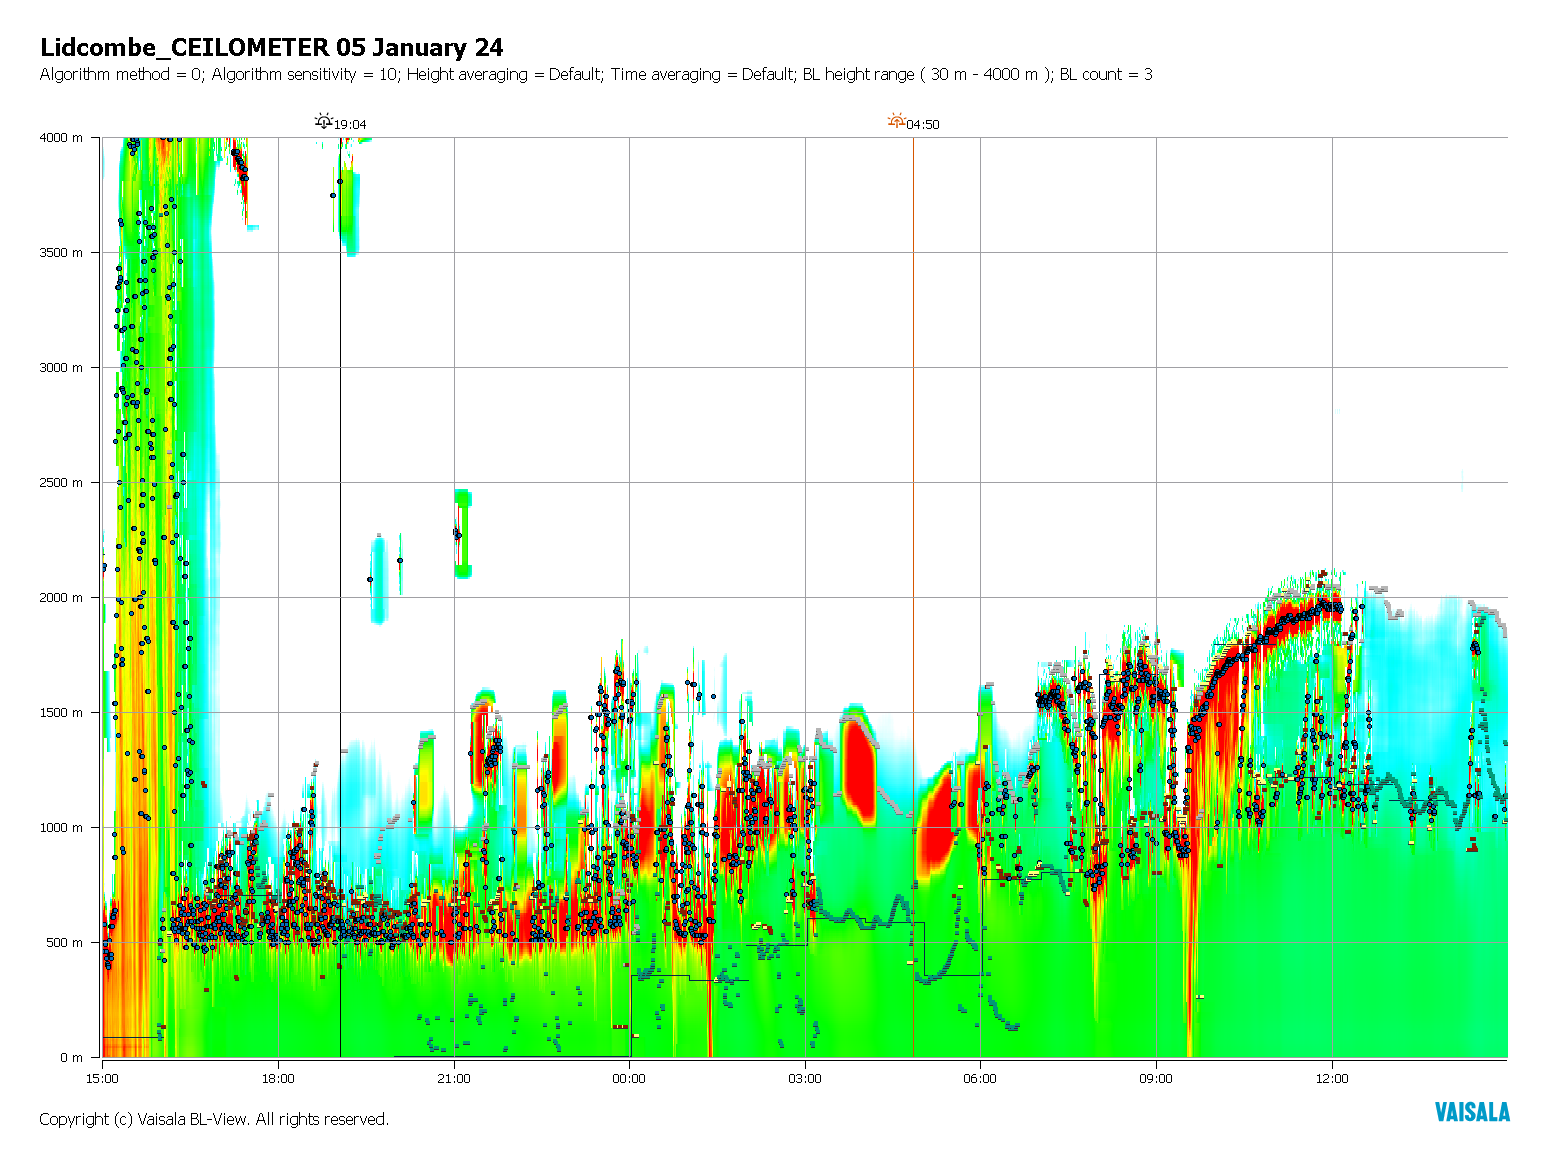 Lidcombe_CEILOMETER 05 January 24
Algorithm method = 0; Algorithm sensitivity = 10; Height averaging = Default; Time averaging = Default; BL height range ( 30 m - 4000 m ); BL count = 3
19:04 04:50
4000 m
3500 m
3000 m
2500 m
2000 m
1500 m
1000 m
500 m
0 m
15:00 18:00 21:00 00:00 03:00 06:00 09:00 12:00
Copyright (c) Vaisala BL-View. All rights reserved.
VAISALA